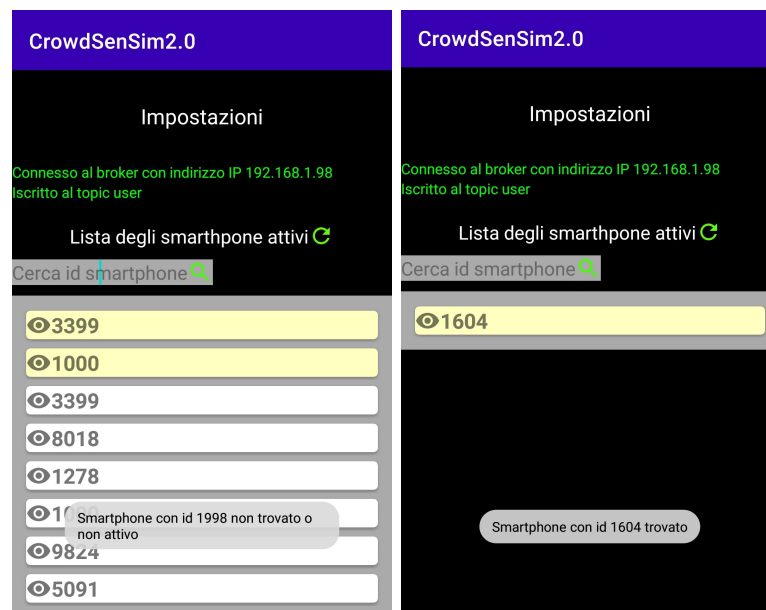 CrowdSenSim2.0
Impostazioni
Connesso al broker con indirizzo IP 192.168.1.98
Iscritto al topic user
Lista degli smarthpone attivi
Cerca id smartphone
3399
1000
3399
8018
1278
Smartphone con id 1998 non trovato o
non attivo
9824
5091
CrowdSenSim2.0
Impostazioni
Connesso al broker con indirizzo IP 192.168.1.98
Iscritto al topic user
Lista degli smarthpone attivi
Cerca id smartphone
1604
Smartphone con id 1604 trovato